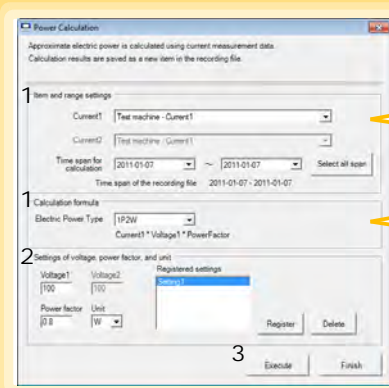 Power Calculation
Approximate electric power is calculated using current measurement data.
Calculation results are saved as a new item in the recording file.
1
Item and range settings
Current1 Test machine - Current1
Current2 Test machine - Current1
Time span for calculation 2011-01-07 ~ 2011-01-07 Select all span
Time span of the recording file 2011-01-07 - 2011-01-07
1
Calculation formula
Electric Power Type 1P2W
Current1 * Voltage1 * PowerFactor
2
Settings of voltage, power factor, and unit
Voltage1 Voltage2 Registered settings
100 100 Setting1
Power factor Unit
0.8 W Register Delete
3
Execute Finish